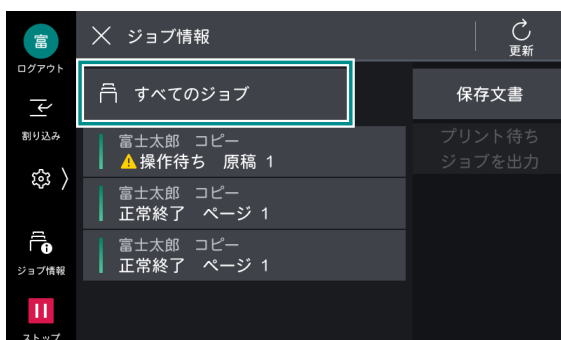 富
ログアウト
割り込み
ジョブ情報
ストップ
ジョブ情報
更新
すべてのジョブ
富士太郎 コピー
操作待ち 原稿 1
富士太郎 コピー
正常終了 ページ 1
富士太郎 コピー
正常終了 ページ 1
保存文書
プリント待ち
ジョブを出力